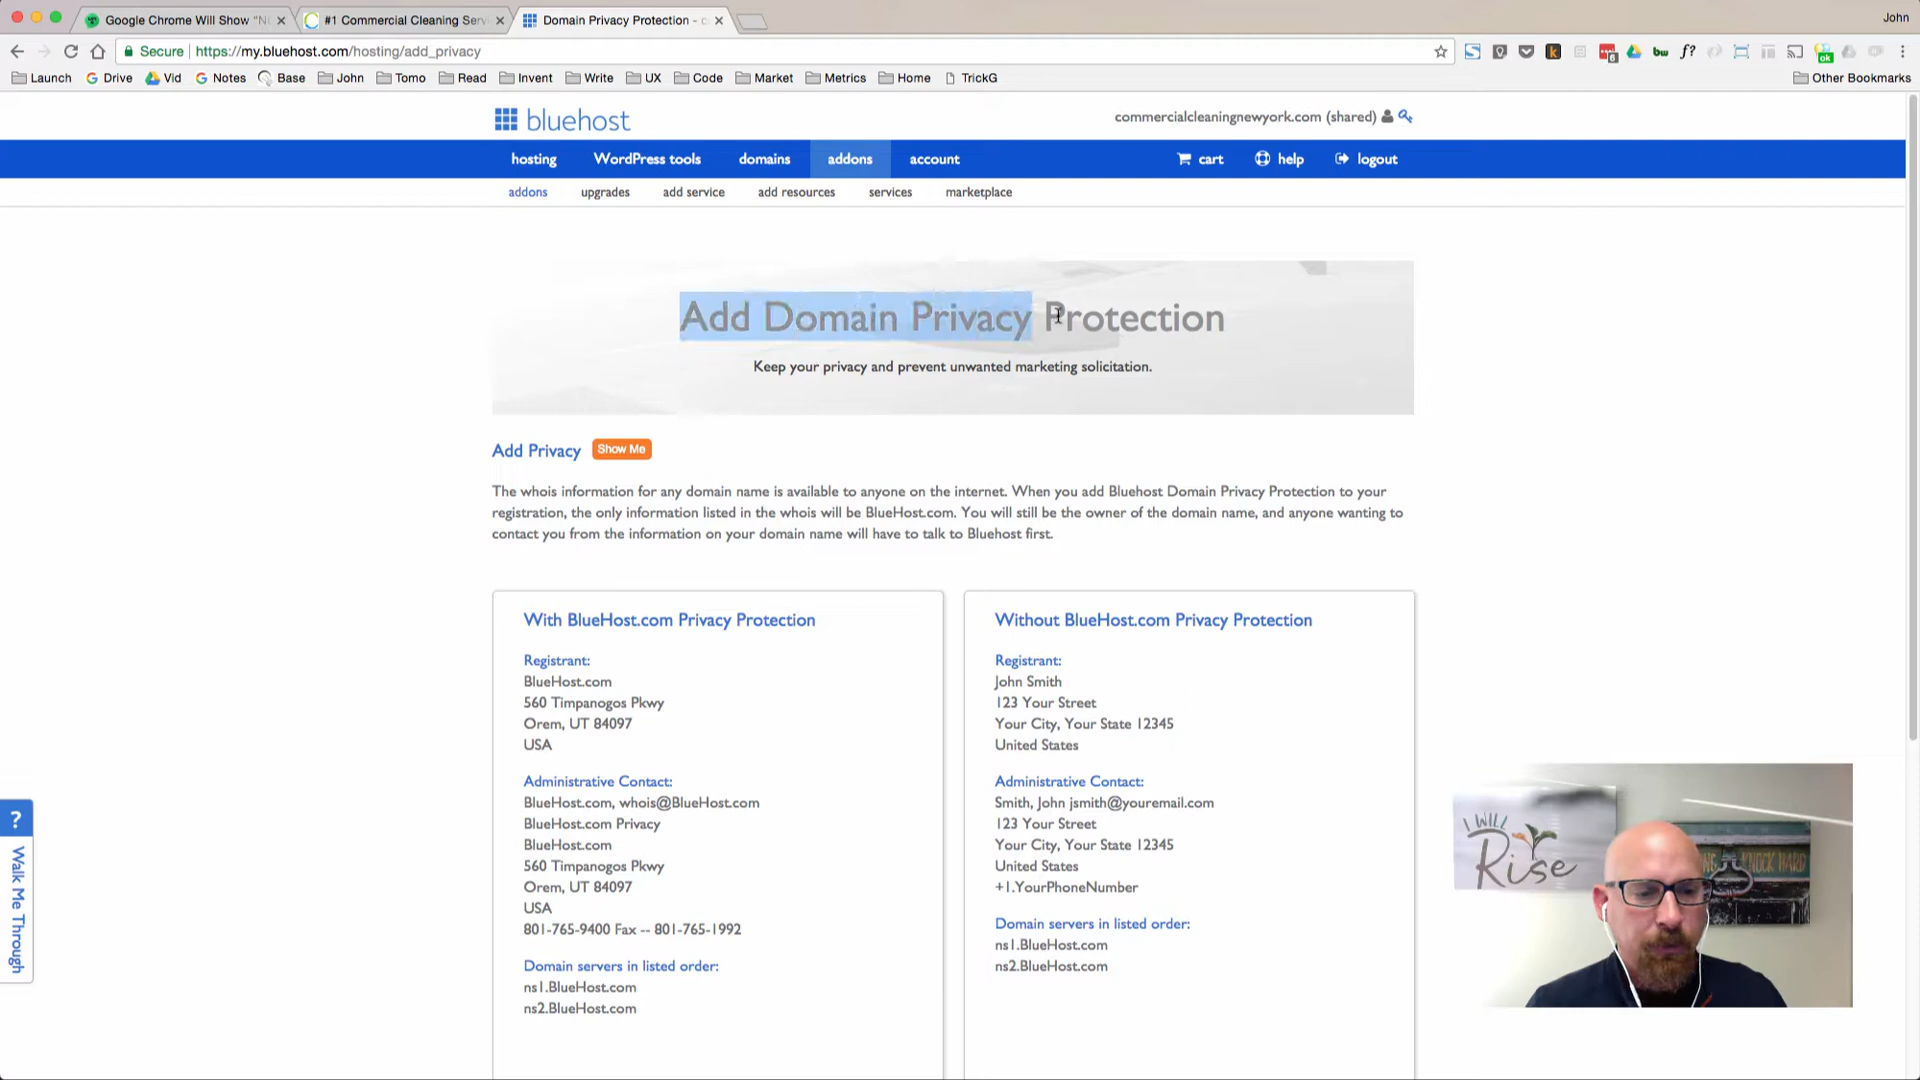 Google Chrome Will Show "N
#1 Commercial Cleaning Servi
Domain Privacy Protection - c
John
Secure https://my.bluehost.com/hosting/add_privacy
Launch Drive Vid Notes Base John Tomo Read Invent Write UX Code Market Metrics Home TrickG Other Bookmarks
bluehost
commercialcleaningnewyork.com (shared)
hosting WordPress tools domains addons account cart help logout
addons upgrades add service add resources services marketplace
Add Domain Privacy Protection
Keep your privacy and prevent unwanted marketing solicitation.
Add Privacy Show Me
The whois information for any domain name is available to anyone on the internet. When you add Bluehost Domain Privacy Protection to your
registration, the only information listed in the whois will be BlueHost.com. You will still be the owner of the domain name, and anyone wanting to
contact you from the information on your domain name will have to talk to Bluehost first.
With BlueHost.com Privacy Protection
Registrant:
BlueHost.com
560 Timpanogos Pkwy
Orem, UT 84097
USA
Administrative Contact:
BlueHost.com, whois@BlueHost.com
BlueHost.com Privacy
BlueHost.com
560 Timpanogos Pkwy
Orem, UT 84097
USA
801-765-9400 Fax -- 801-765-1992
Domain servers in listed order:
ns1.BlueHost.com
ns2.BlueHost.com
Without BlueHost.com Privacy Protection
Registrant:
John Smith
123 Your Street
Your City, Your State 12345
United States
Administrative Contact:
Smith, John jsmith@youremail.com
123 Your Street
Your City, Your State 12345
United States
+1.YourPhoneNumber
Domain servers in listed order:
ns1.BlueHost.com
ns2.BlueHost.com
?
Walk Me Through
I WILL
Rise
KNOCK HARD